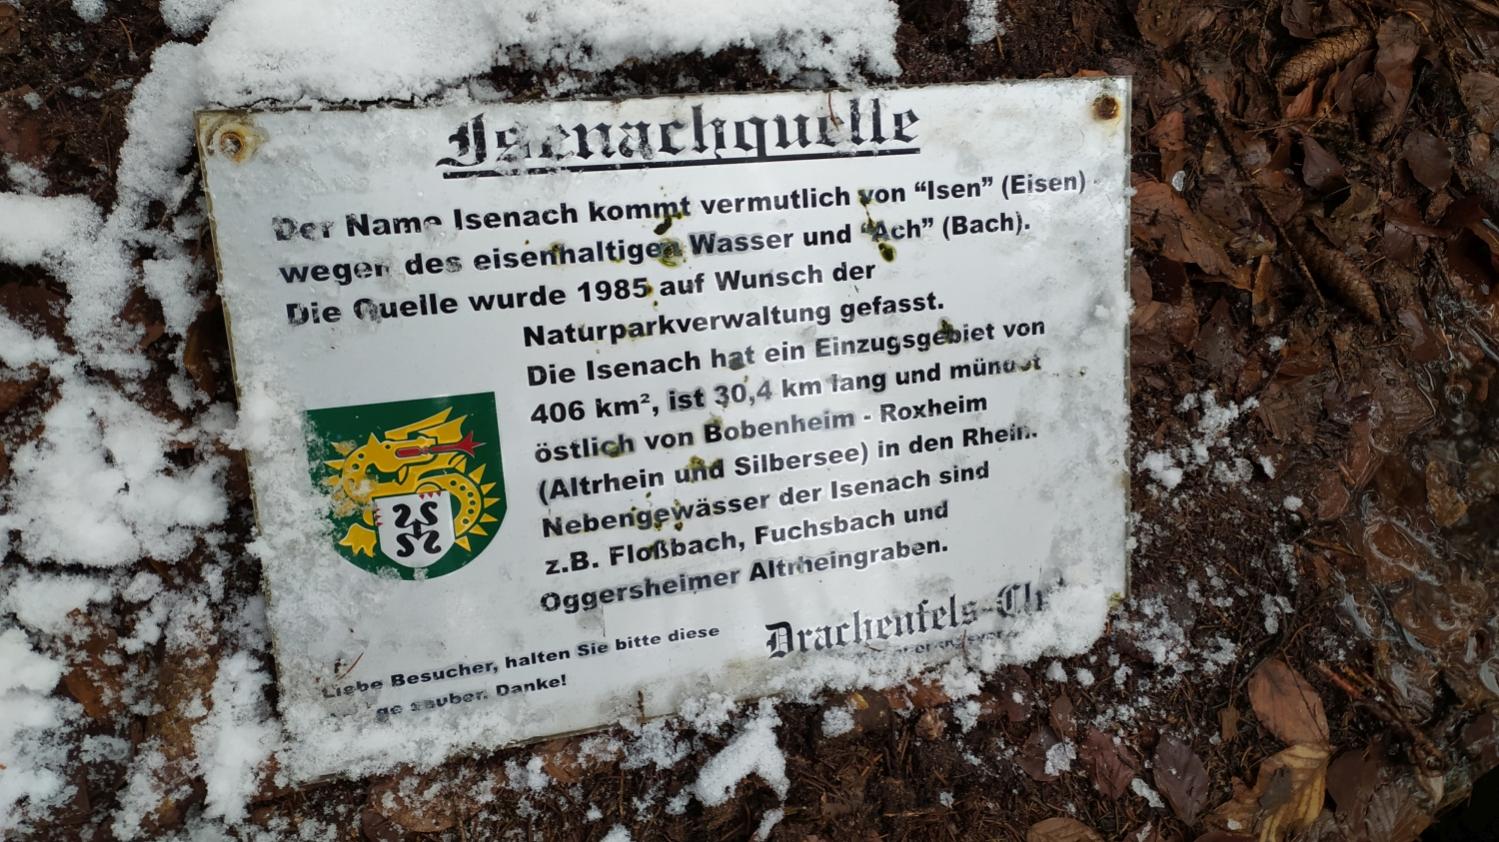 Isenachquelle
Der Name Isenach kommt vermutlich von “Isen” (Eisen)
wegen des eisenhaltigen Wasser und “Ach” (Bach).
Die Quelle wurde 1985 auf Wunsch der
Naturparkverwaltung gefasst.
Die Isenach hat ein Einzugsgebiet von
406 km², ist 30,4 km lang und mündet
östlich von Bobenheim - Roxheim
(Altrhein und Silbersee) in den Rhein.
Nebengewässer der Isenach sind
z.B. Floßbach, Fuchsbach und
Oggersheimer Altrheingraben.
Drachenfels-
Liebe Besucher, halten Sie bitte diese
sauber. Danke!